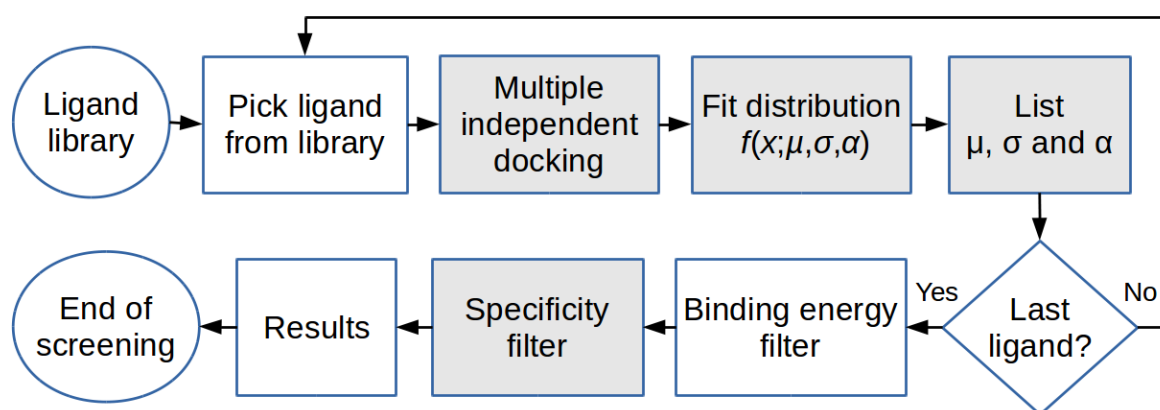 Ligand
library
Pick ligand
from library
Multiple
independent
docking
Fit distribution
f(x;μ,σ,α)
List
μ, σ and α
End of
screening
Results
Specificity
filter
Binding energy
filter
Yes
Last
ligand?
No